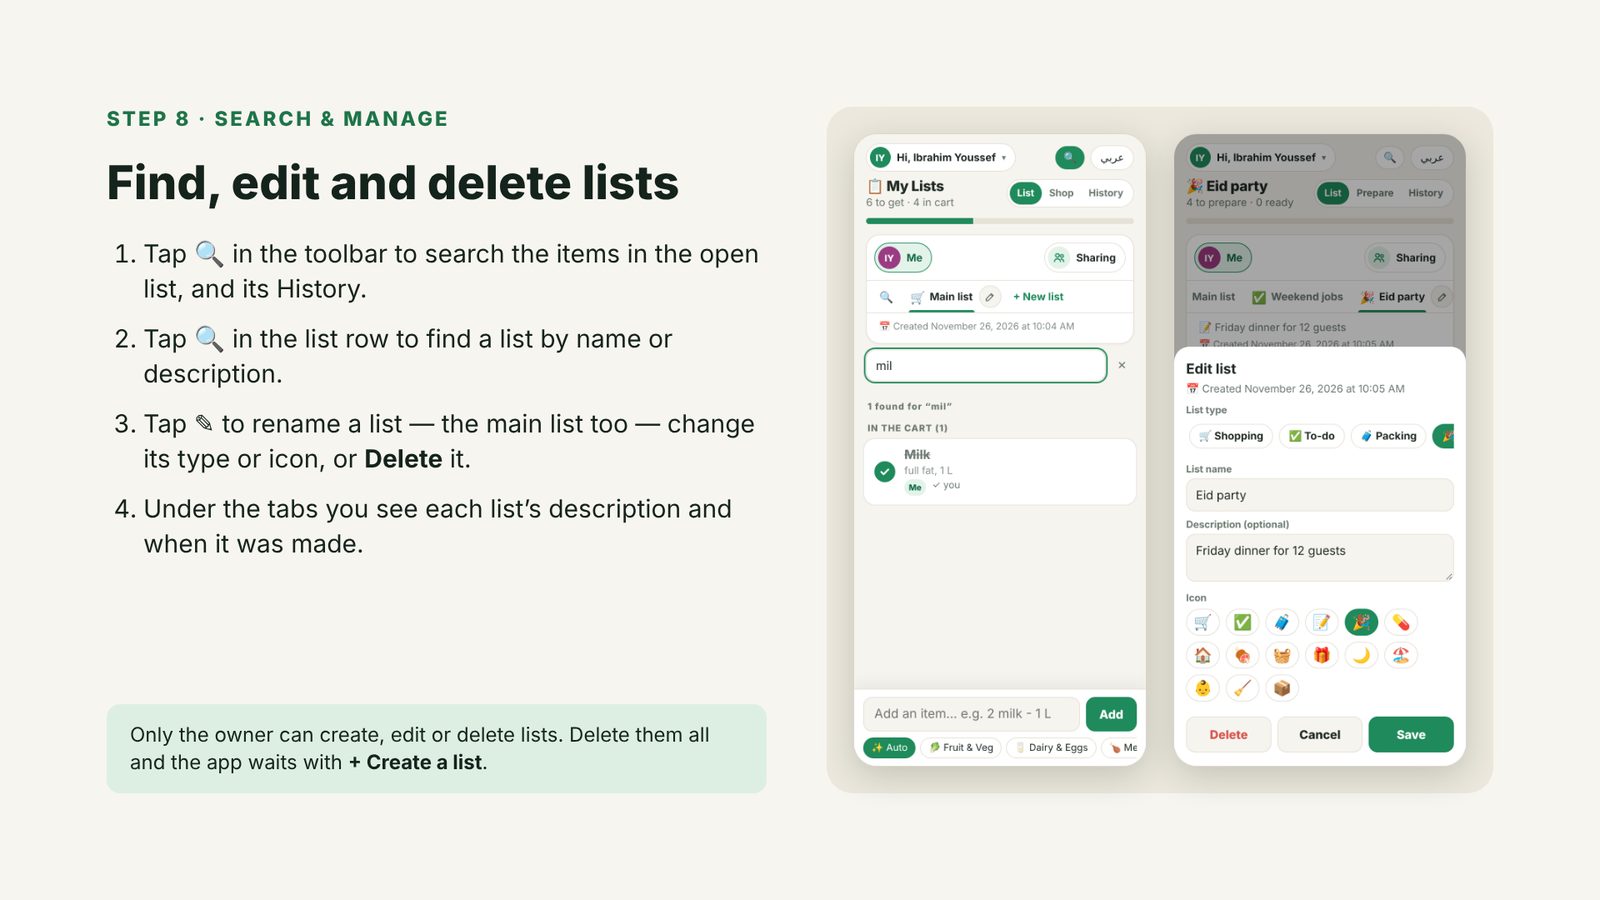 STEP 8 · SEARCH & MANAGE
Find, edit and delete lists
1. Tap 🔍 in the toolbar to search the items in the open
list, and its History.
2. Tap 🔍 in the list row to find a list by name or
description.
3. Tap ✎ to rename a list — the main list too — change
its type or icon, or Delete it.
4. Under the tabs you see each list’s description and
when it was made.
Only the owner can create, edit or delete lists. Delete them all
and the app waits with + Create a list.
IY Hi, Ibrahim Youssef ▾ 🔍 عربي
📋 My Lists
6 to get · 4 in cart
List Shop History
IY Me Sharing
🔍 🛒 Main list + New list
📅 Created November 26, 2026 at 10:04 AM
mil ×
1 found for “mil”
IN THE CART (1)
Milk
full fat, 1 L
Me ✓ you
Add an item... e.g. 2 milk - 1 L Add
✨ Auto 🥬 Fruit & Veg 🥛 Dairy & Eggs 🍗 Me
IY Hi, Ibrahim Youssef ▾ 🔍 عربي
🎉 Eid party
4 to prepare · 0 ready
List Prepare History
IY Me Sharing
Main list ✅ Weekend jobs 🎉 Eid party
📝 Friday dinner for 12 guests
📅 Created November 26, 2026 at 10:05 AM
Edit list
📅 Created November 26, 2026 at 10:05 AM
List type
🛒 Shopping ✅ To-do 🧳 Packing 🎉
List name
Eid party
Description (optional)
Friday dinner for 12 guests
Icon
Delete Cancel Save